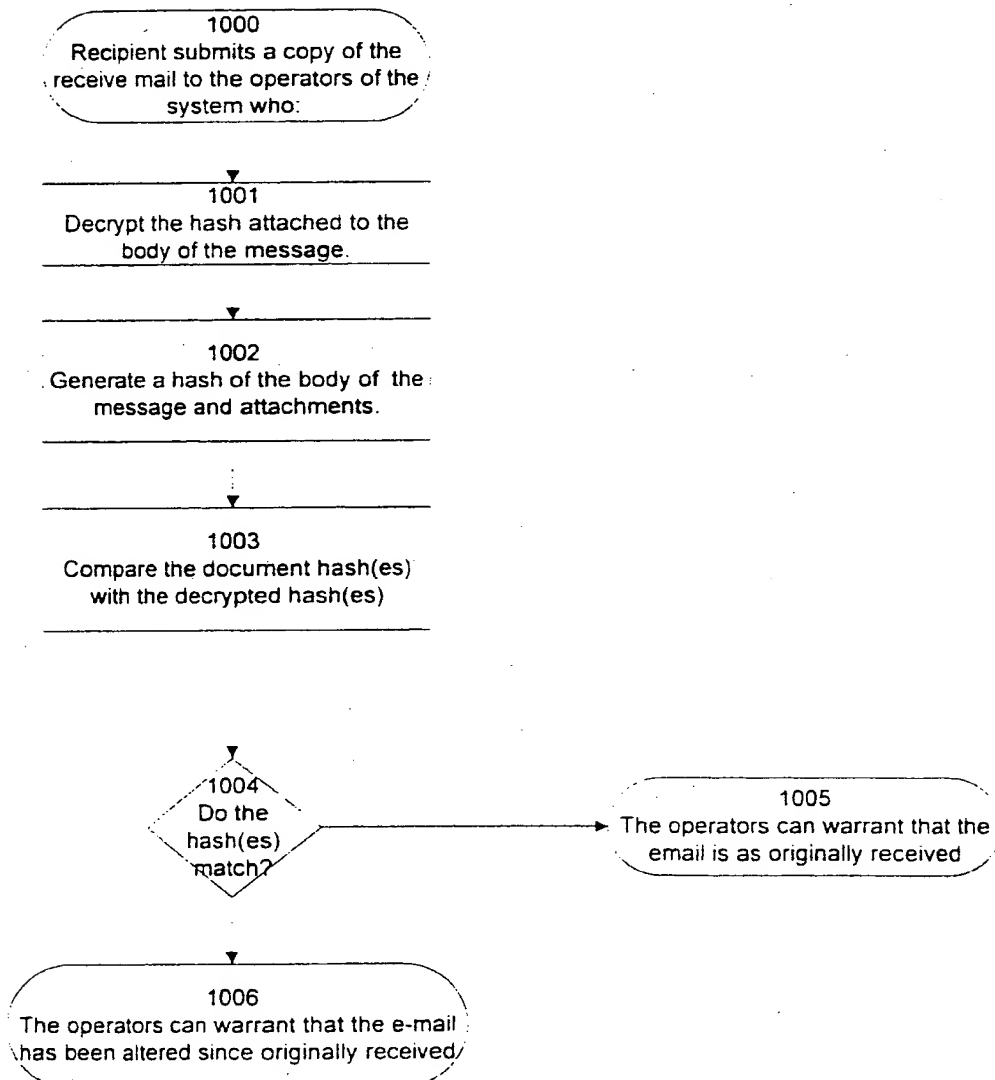 1000
Recipient submits a copy of the
receive mail to the operators of the
system who:
1001
Decrypt the hash attached to the
body of the message.
1002
Generate a hash of the body of the
message and attachments.
1003
Compare the document hash(es)
with the decrypted hash(es)
1004
Do the
hash(es)
match?
1005
The operators can warrant that the
email is as originally received
1006
The operators can warrant that the e-mail
has been altered since originally received